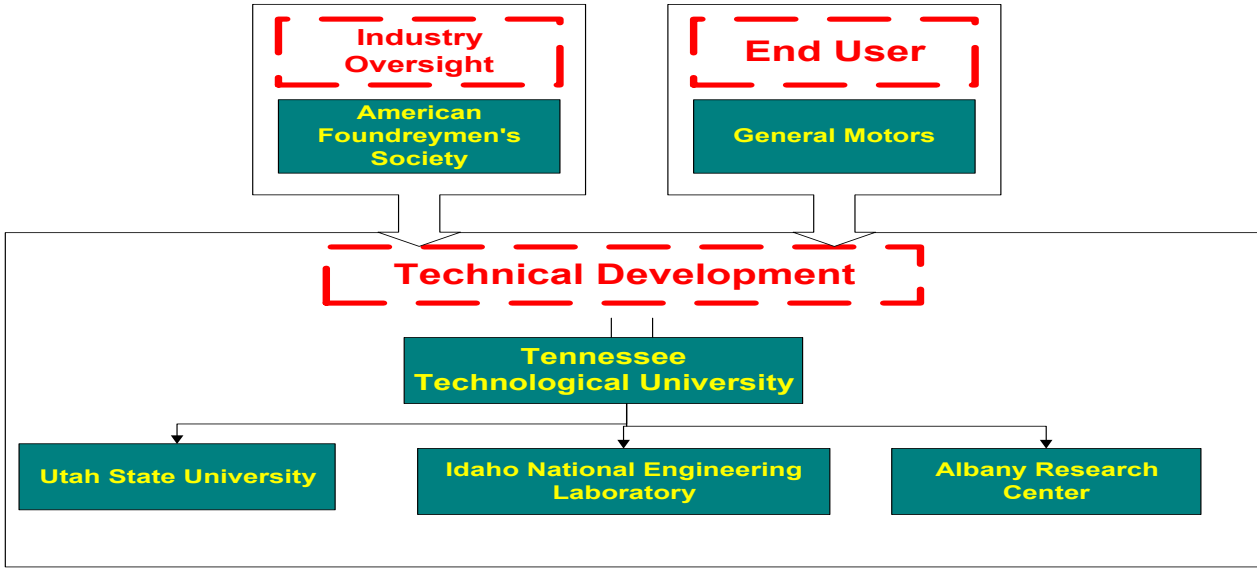 Industry
Oversight
American
Foundreymen's
Society
End User
General Motors
Technical Development
Tennessee
Technological University
Utah State University
Idaho National Engineering
Laboratory
Albany Research
Center